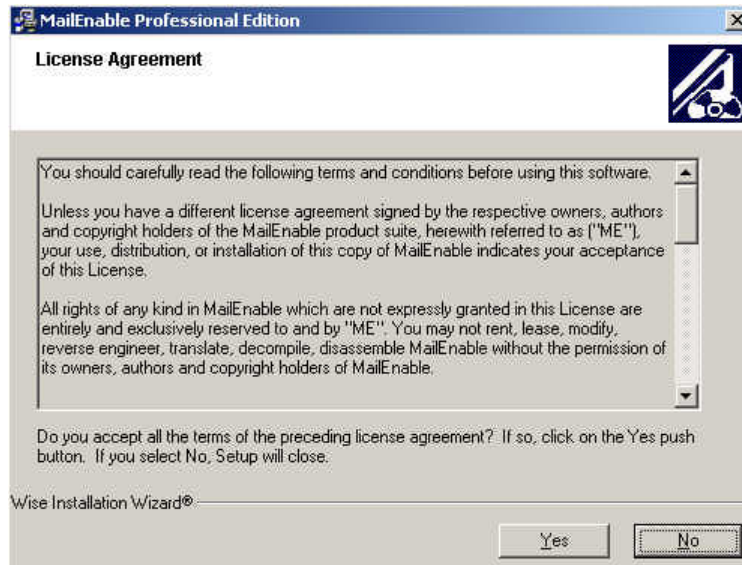 MailEnable Professional Edition
License Agreement
You should carefully read the following terms and conditions before using this software.
Unless you have a different license agreement signed by the respective owners, authors
and copyright holders of the MailEnable product suite, herewith referred to as ("ME"),
your use, distribution, or installation of this copy of MailEnable indicates your acceptance
of this License.
All rights of any kind in MailEnable which are not expressly granted in this License are
entirely and exclusively reserved to and by "ME". You may not rent, lease, modify,
reverse engineer, translate, decompile, disassemble MailEnable without the permission of
its owners, authors and copyright holders of MailEnable.
Do you accept all the terms of the preceding license agreement? If so, click on the Yes push
button. If you select No, Setup will close.
Wise Installation Wizard®
Yes
No